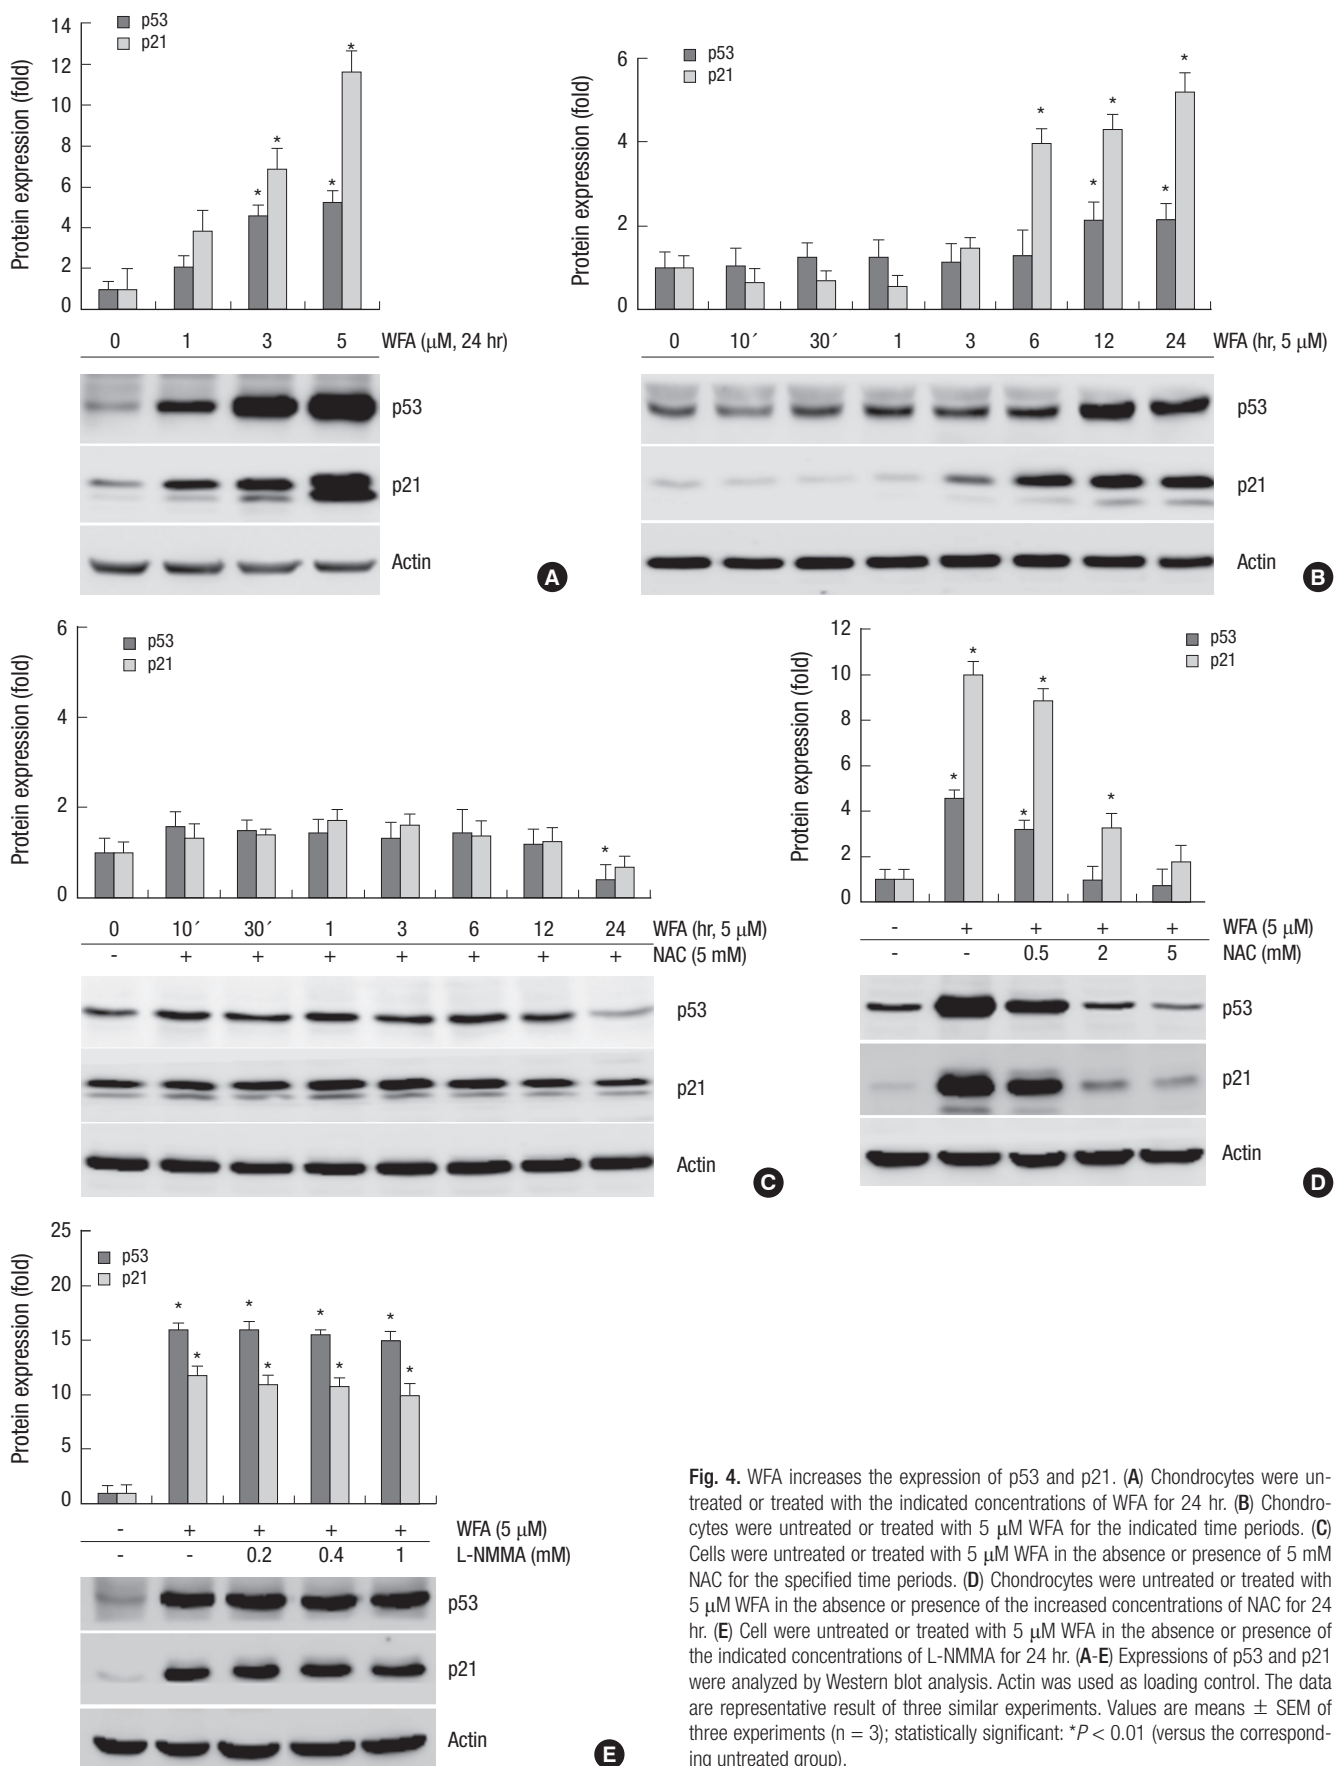 14
12
10
8
6
4
2
0
Protein expression (fold)
p53
p21
*
*
*
*
0 1 3 5 WFA (μM, 24 hr)
p53
p21
Actin
A
6
4
2
0
Protein expression (fold)
p53
p21
*
*
*
*
*
0 10´ 30´ 1 3 6 12 24 WFA (hr, 5 μM)
p53
p21
Actin
B
6
4
2
0
Protein expression (fold)
p53
p21
*
0 10´ 30´ 1 3 6 12 24 WFA (hr, 5 μM)
- + + + + + + + NAC (5 mM)
p53
p21
Actin
C
12
10
8
6
4
2
0
Protein expression (fold)
p53
p21
*
*
*
*
*
- + + + + WFA (5 μM)
- - 0.5 2 5 NAC (mM)
p53
p21
Actin
D
25
20
15
10
5
0
Protein expression (fold)
p53
p21
* * * *
* * * *
- + + + + WFA (5 μM)
- - 0.2 0.4 1 L-NMMA (mM)
p53
p21
Actin
E
Fig. 4. WFA increases the expression of p53 and p21. (A) Chondrocytes were un-
treated or treated with the indicated concentrations of WFA for 24 hr. (B) Chondro-
cytes were untreated or treated with 5 μM WFA for the indicated time periods. (C)
Cells were untreated or treated with 5 μM WFA in the absence or presence of 5 mM
NAC for the specified time periods. (D) Chondrocytes were untreated or treated with
5 μM WFA in the absence or presence of the increased concentrations of NAC for 24
hr. (E) Cell were untreated or treated with 5 μM WFA in the absence or presence of
the indicated concentrations of L-NMMA for 24 hr. (A-E) Expressions of p53 and p21
were analyzed by Western blot analysis. Actin was used as loading control. The data
are representative result of three similar experiments. Values are means ± SEM of
three experiments (n = 3); statistically significant: *P < 0.01 (versus the correspond-
ing untreated group).